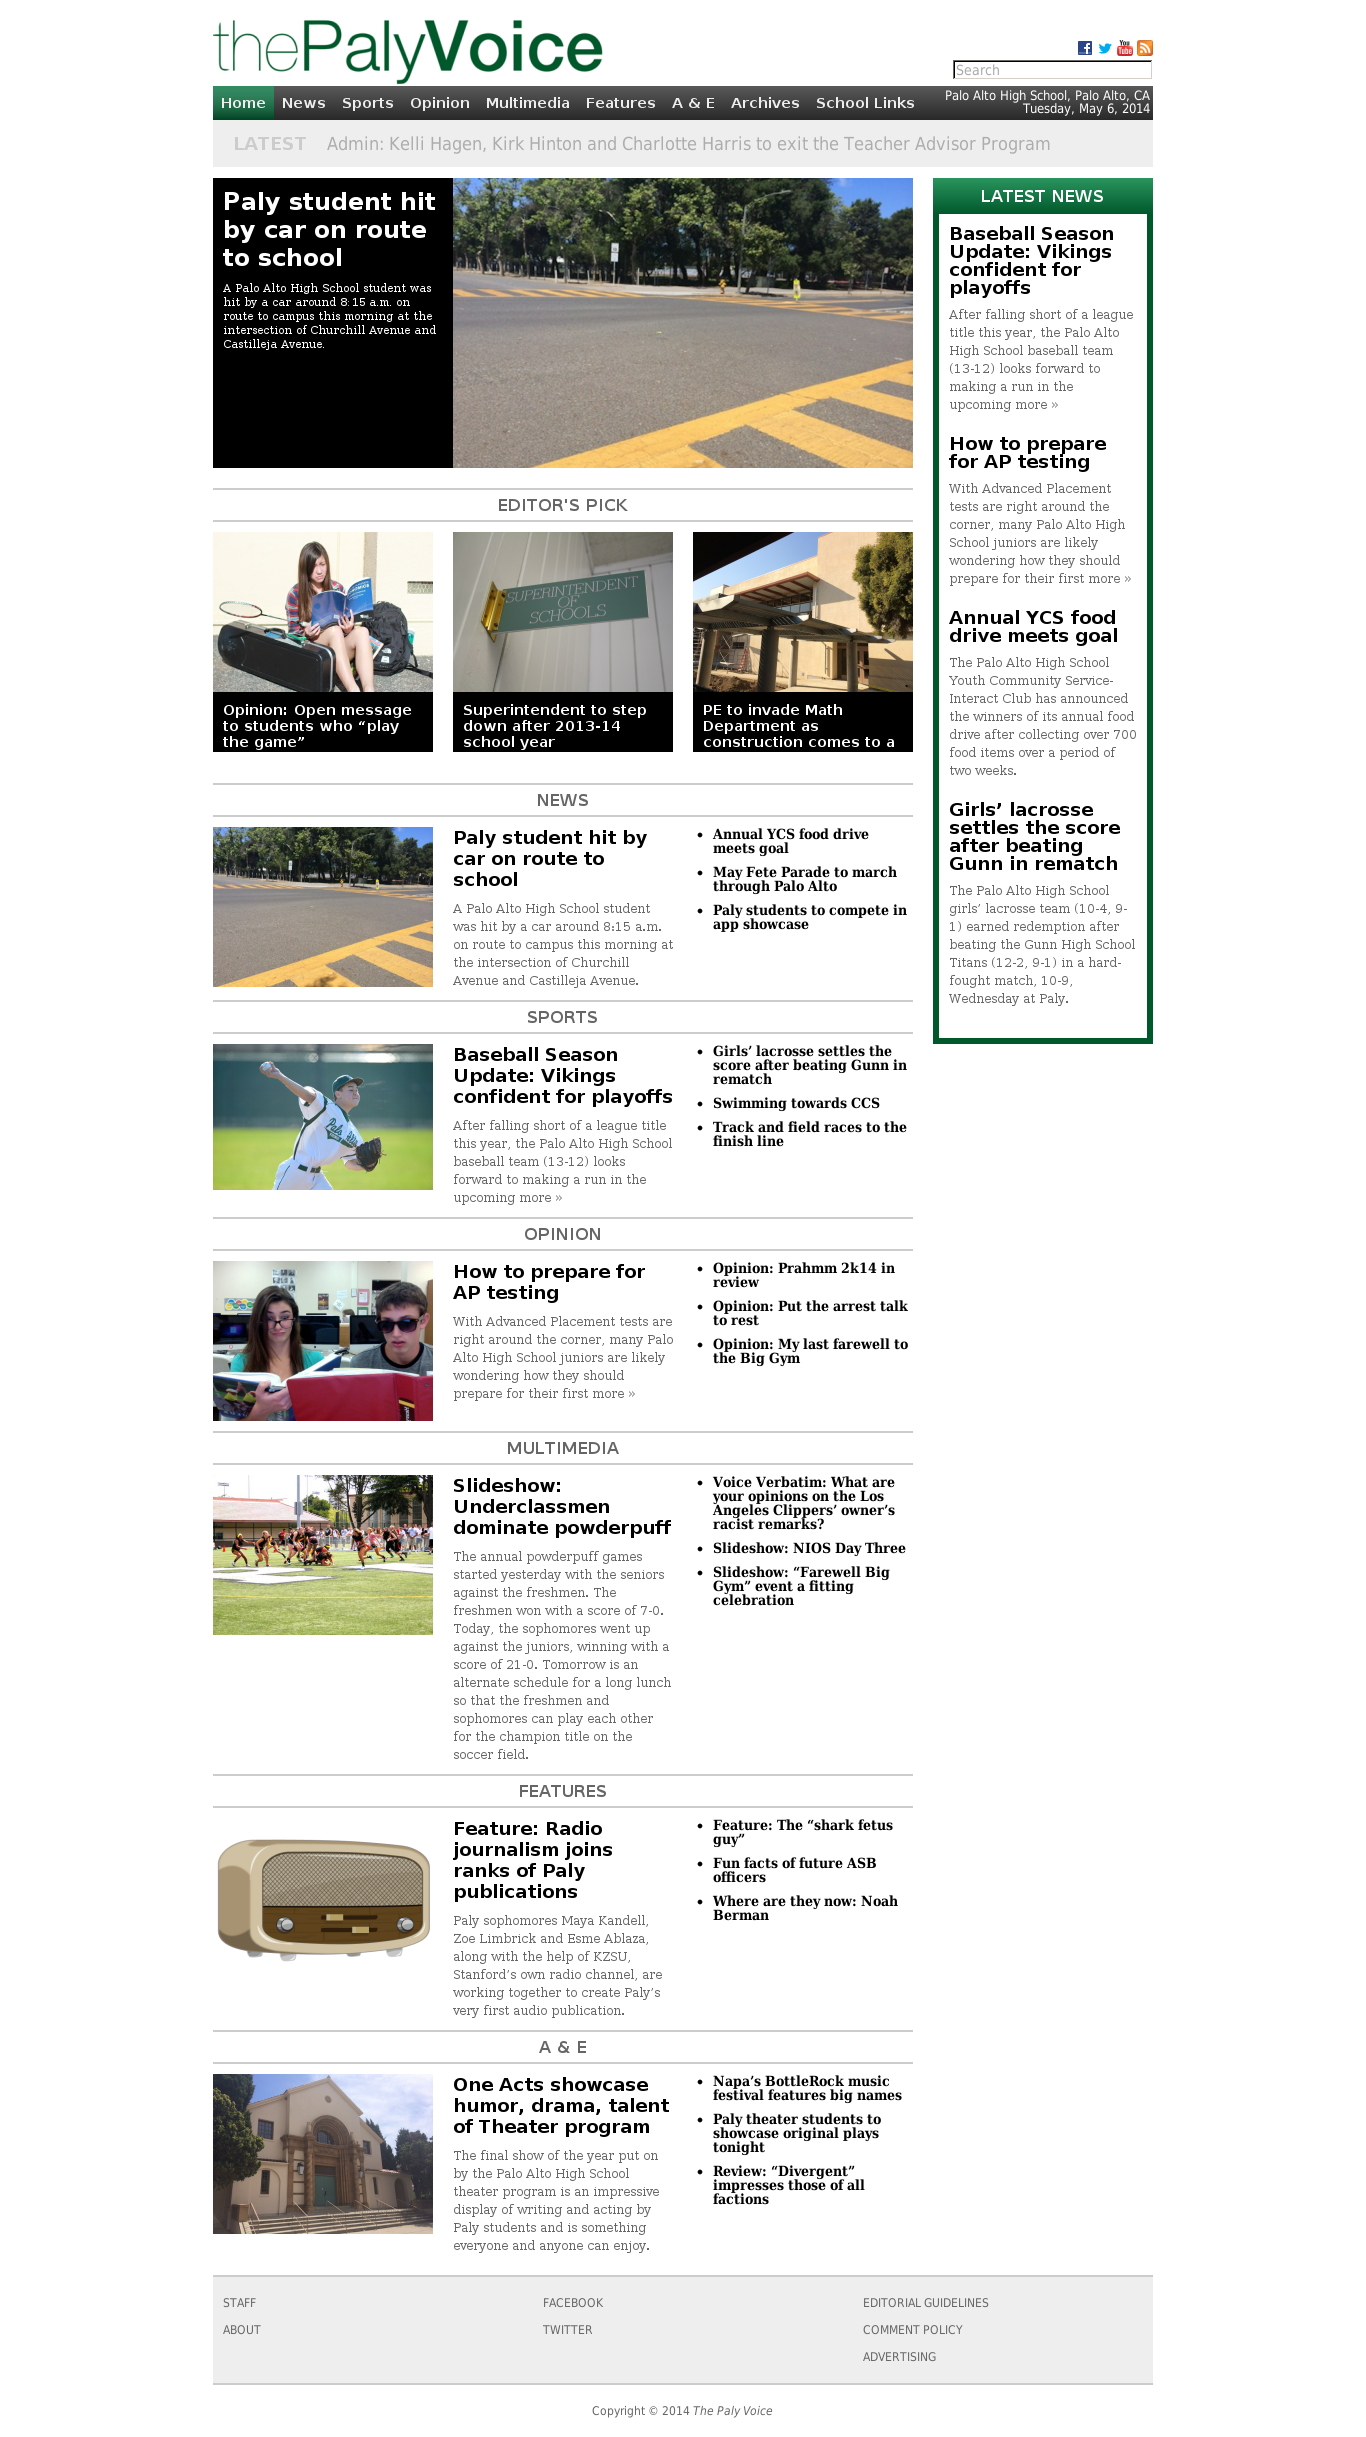 thePalyVoice
Search
Home News Sports Opinion Multimedia Features A & E Archives School Links
Palo Alto High School, Palo Alto, CA
Tuesday, May 6, 2014
LATEST Admin: Kelli Hagen, Kirk Hinton and Charlotte Harris to exit the Teacher Advisor Program
Paly student hit
by car on route
to school
A Palo Alto High School student was
hit by a car around 8:15 a.m. on
route to campus this morning at the
intersection of Churchill Avenue and
Castilleja Avenue.
EDITOR'S PICK
SUPERINTENDENT
OF
SCHOOLS
Opinion: Open message
to students who “play
the game”
Superintendent to step
down after 2013-14
school year
PE to invade Math
Department as
construction comes to a
NEWS
Paly student hit by
car on route to
school
A Palo Alto High School student
was hit by a car around 8:15 a.m.
on route to campus this morning at
the intersection of Churchill
Avenue and Castilleja Avenue.
• Annual YCS food drive
meets goal
• May Fete Parade to march
through Palo Alto
• Paly students to compete in
app showcase
SPORTS
Baseball Season
Update: Vikings
confident for playoffs
After falling short of a league title
this year, the Palo Alto High School
baseball team (13-12) looks
forward to making a run in the
upcoming more »
• Girls’ lacrosse settles the
score after beating Gunn in
rematch
• Swimming towards CCS
• Track and field races to the
finish line
OPINION
How to prepare for
AP testing
With Advanced Placement tests are
right around the corner, many Palo
Alto High School juniors are likely
wondering how they should
prepare for their first more »
• Opinion: Prahmm 2k14 in
review
• Opinion: Put the arrest talk
to rest
• Opinion: My last farewell to
the Big Gym
MULTIMEDIA
Slideshow:
Underclassmen
dominate powderpuff
The annual powderpuff games
started yesterday with the seniors
against the freshmen. The
freshmen won with a score of 7-0.
Today, the sophomores went up
against the juniors, winning with a
score of 21-0. Tomorrow is an
alternate schedule for a long lunch
so that the freshmen and
sophomores can play each other
for the champion title on the
soccer field.
• Voice Verbatim: What are
your opinions on the Los
Angeles Clippers’ owner’s
racist remarks?
• Slideshow: NIOS Day Three
• Slideshow: “Farewell Big
Gym” event a fitting
celebration
FEATURES
Feature: Radio
journalism joins
ranks of Paly
publications
Paly sophomores Maya Kandell,
Zoe Limbrick and Esme Ablaza,
along with the help of KZSU,
Stanford’s own radio channel, are
working together to create Paly’s
very first audio publication.
• Feature: The “shark fetus
guy”
• Fun facts of future ASB
officers
• Where are they now: Noah
Berman
A & E
One Acts showcase
humor, drama, talent
of Theater program
The final show of the year put on
by the Palo Alto High School
theater program is an impressive
display of writing and acting by
Paly students and is something
everyone and anyone can enjoy.
• Napa’s BottleRock music
festival features big names
• Paly theater students to
showcase original plays
tonight
• Review: “Divergent”
impresses those of all
factions
LATEST NEWS
Baseball Season
Update: Vikings
confident for
playoffs
After falling short of a league
title this year, the Palo Alto
High School baseball team
(13-12) looks forward to
making a run in the
upcoming more »
How to prepare
for AP testing
With Advanced Placement
tests are right around the
corner, many Palo Alto High
School juniors are likely
wondering how they should
prepare for their first more »
Annual YCS food
drive meets goal
The Palo Alto High School
Youth Community Service-
Interact Club has announced
the winners of its annual food
drive after collecting over 700
food items over a period of
two weeks.
Girls’ lacrosse
settles the score
after beating
Gunn in rematch
The Palo Alto High School
girls’ lacrosse team (10-4, 9-
1) earned redemption after
beating the Gunn High School
Titans (12-2, 9-1) in a hard-
fought match, 10-9,
Wednesday at Paly.
STAFF
ABOUT
FACEBOOK
TWITTER
EDITORIAL GUIDELINES
COMMENT POLICY
ADVERTISING
Copyright © 2014 The Paly Voice